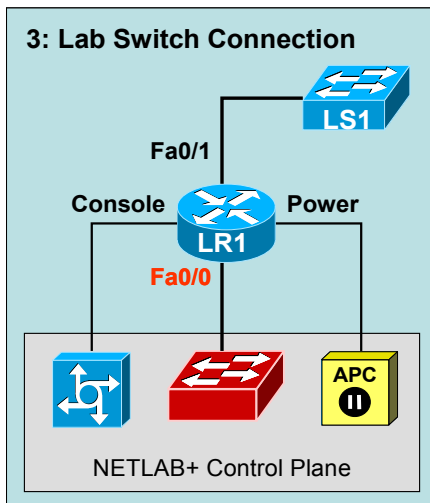 3: Lab Switch Connection
LS1
Fa0/1
Console Power
LR1
Fa0/0
APC
NETLAB+ Control Plane